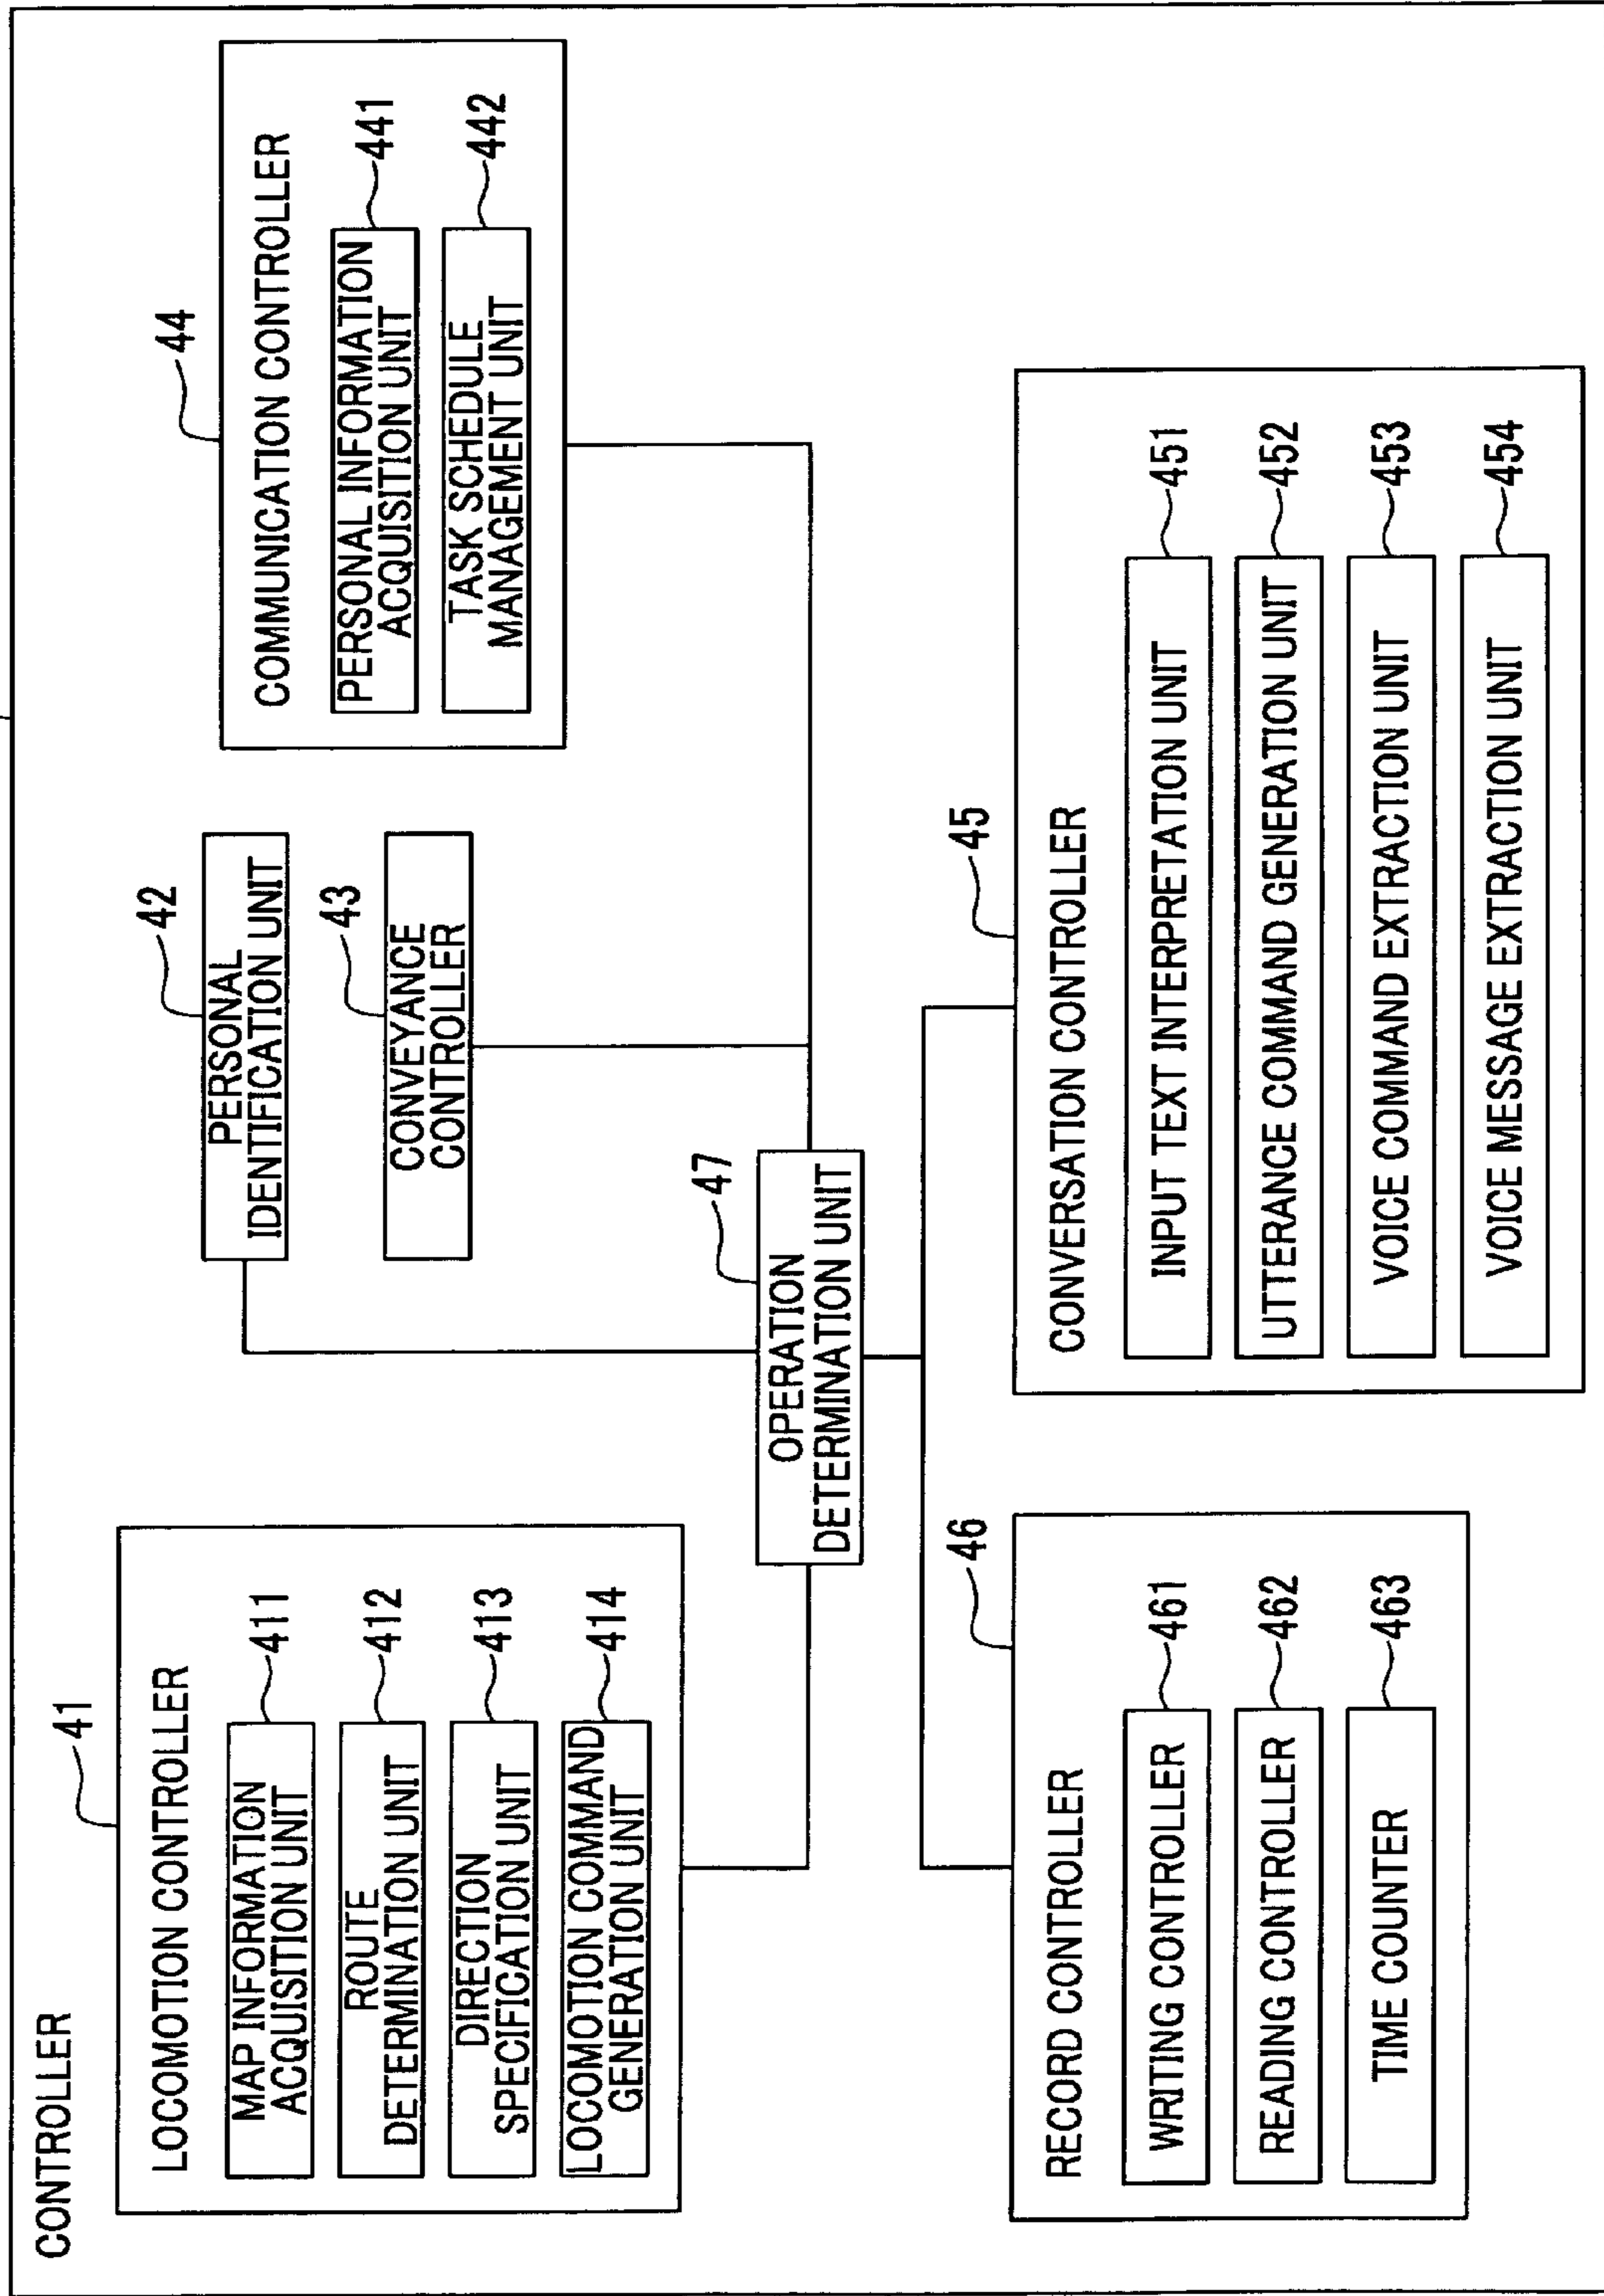 CONTROLLER
41
LOCOMOTION CONTROLLER
MAP INFORMATION
ACQUISITION UNIT
411
ROUTE
DETERMINATION UNIT
412
DIRECTION
SPECIFICATION UNIT
413
LOCOMOTION COMMAND
GENERATION UNIT
414
42
PERSONAL
IDENTIFICATION UNIT
43
CONVEYANCE
CONTROLLER
44
COMMUNICATION CONTROLLER
PERSONAL INFORMATION
ACQUISITION UNIT
441
TASK SCHEDULE
MANAGEMENT UNIT
442
47
OPERATION
DETERMINATION UNIT
46
RECORD CONTROLLER
WRITING CONTROLLER
461
READING CONTROLLER
462
TIME COUNTER
463
45
CONVERSATION CONTROLLER
INPUT TEXT INTERPRETATION UNIT
451
UTTERANCE COMMAND GENERATION UNIT
452
VOICE COMMAND EXTRACTION UNIT
453
VOICE MESSAGE EXTRACTION UNIT
454